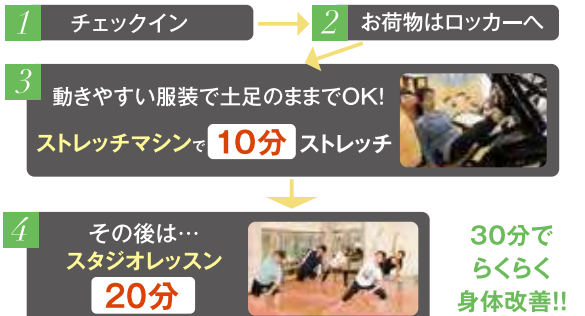 1 チェックイン
2 お荷物はロッカーへ
3
動きやすい服装で土足のままでOK!
ストレッチマシンで10分ストレッチ
4
その後は…
スタジオレッスン
20分
30分で
らくらく
身体改善!!